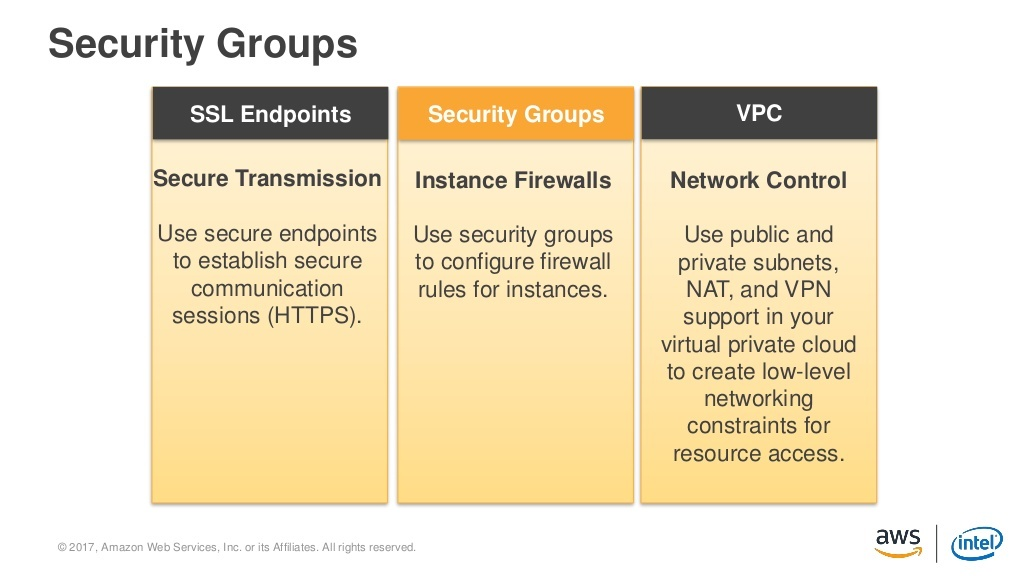 Security Groups
SSL Endpoints
Secure Transmission
Use secure endpoints
to establish secure
communication
sessions (HTTPS).
Security Groups
Instance Firewalls
Use security groups
to configure firewall
rules for instances.
VPC
Network Control
Use public and
private subnets,
NAT, and VPN
support in your
virtual private cloud
to create low-level
networking
constraints for
resource access.
© 2017, Amazon Web Services, Inc. or its Affiliates. All rights reserved.
aws
intel